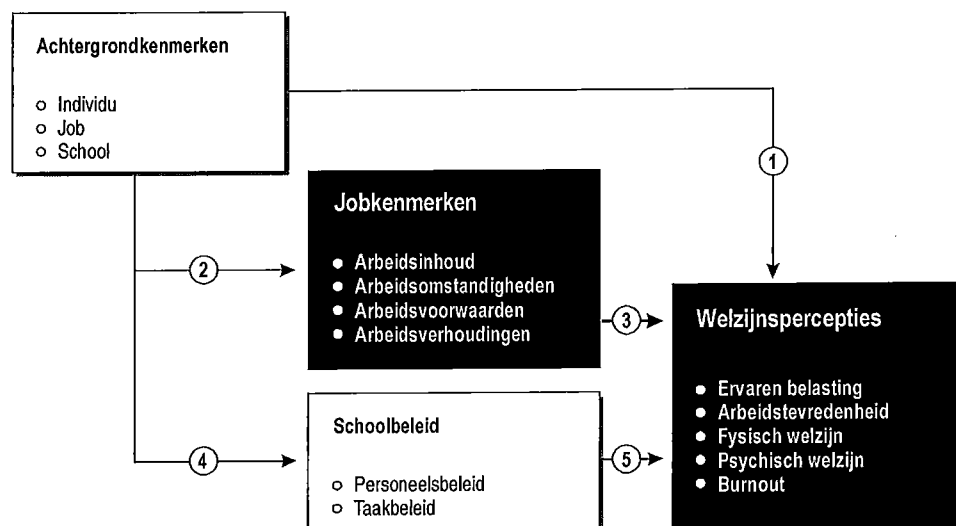 Achtergrondkenmerken
Individu
Job
School
1
Jobkenmerken
Arbeidsinhoud
Arbeidsomstandigheden
Arbeidsvoorwaarden
Arbeidsverhoudingen
2
3
Welzijnspercepties
Ervaren belasting
Arbeidstevredenheid
Fysisch welzijn
Psychisch welzijn
Burnout
Schoolbeleid
Personeelsbeleid
Taakbeleid
4
5